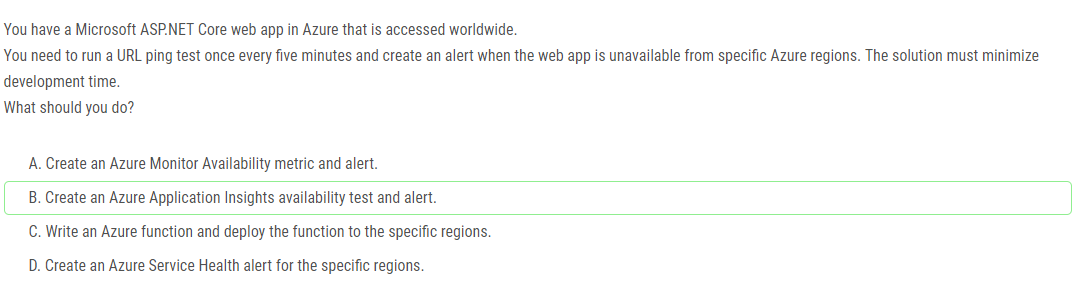 You have a Microsoft ASP.NET Core web app in Azure that is accessed worldwide.
You need to run a URL ping test once every five minutes and create an alert when the web app is unavailable from specific Azure regions. The solution must minimize
development time.
What should you do?
A. Create an Azure Monitor Availability metric and alert.
B. Create an Azure Application Insights availability test and alert.
C. Write an Azure function and deploy the function to the specific regions.
D. Create an Azure Service Health alert for the specific regions.